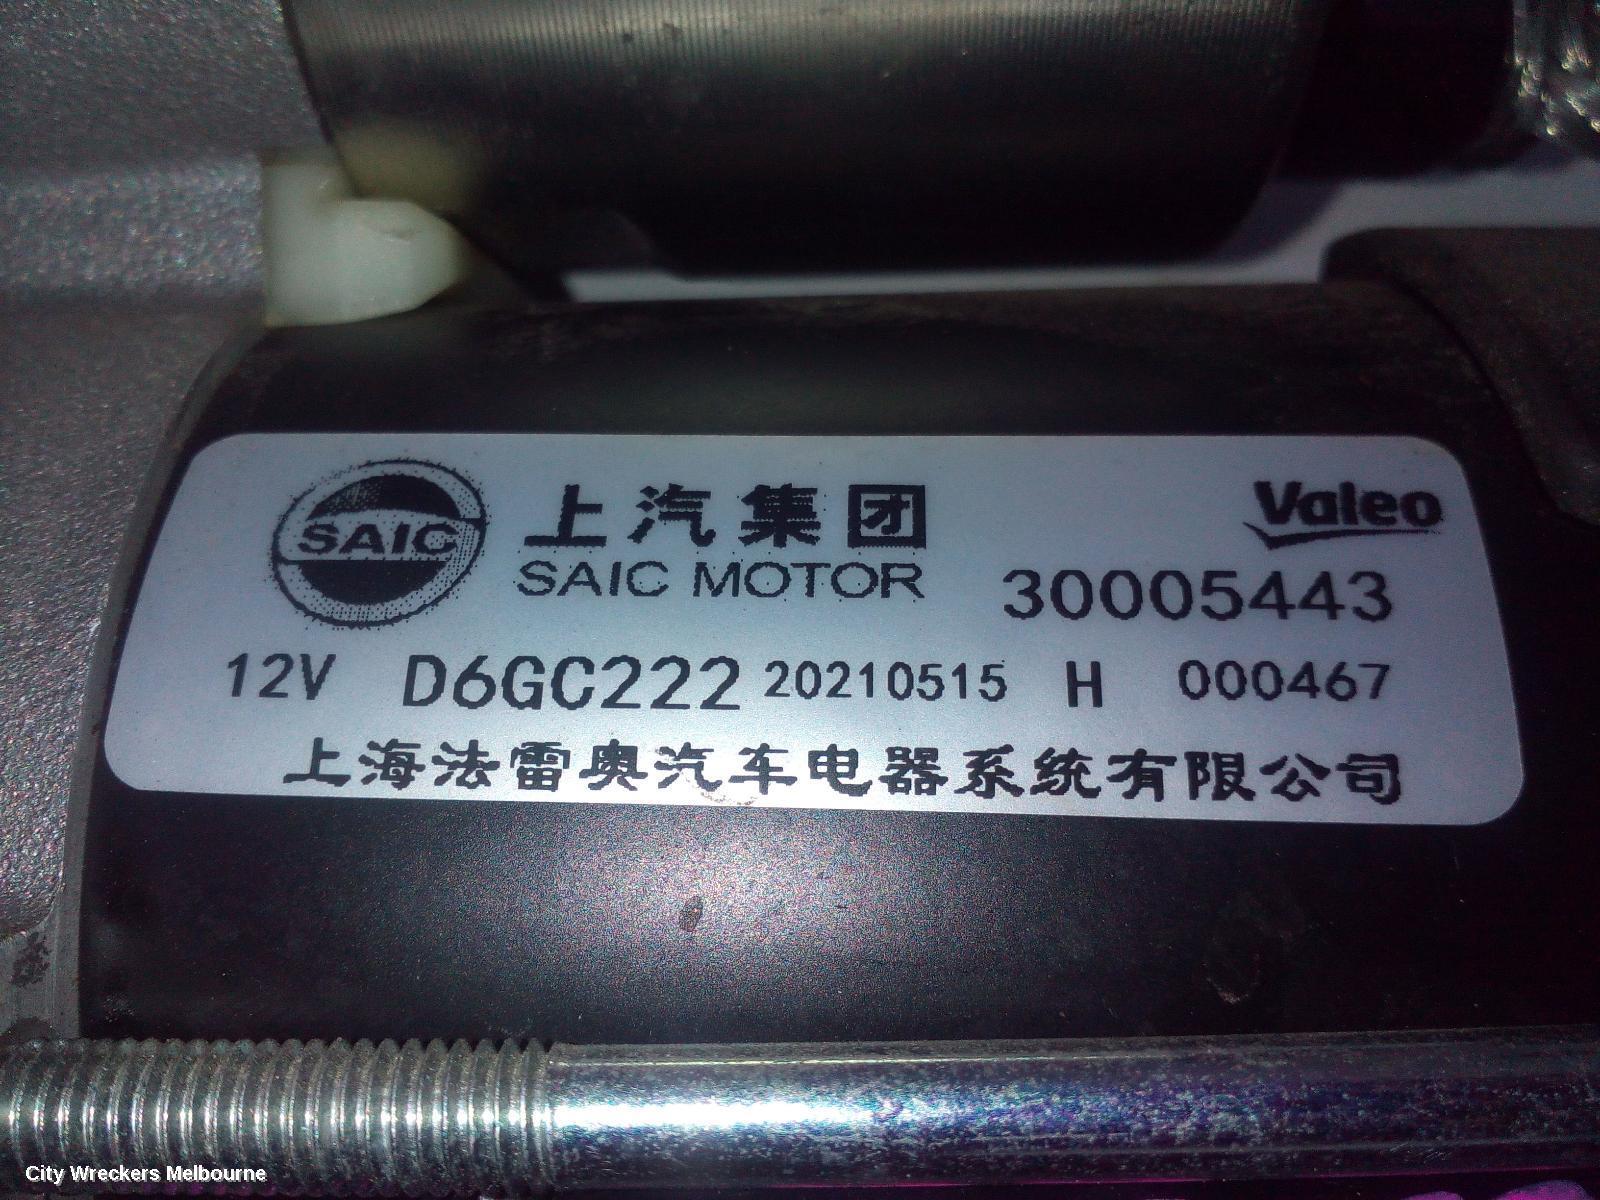 SAIC
上汽集团
SAIC MOTOR
Valeo
30005443
12V D6GC222 20210515 H 000467
上海法雷奥汽车电器系统有限公司
City Wreckers Melbourne